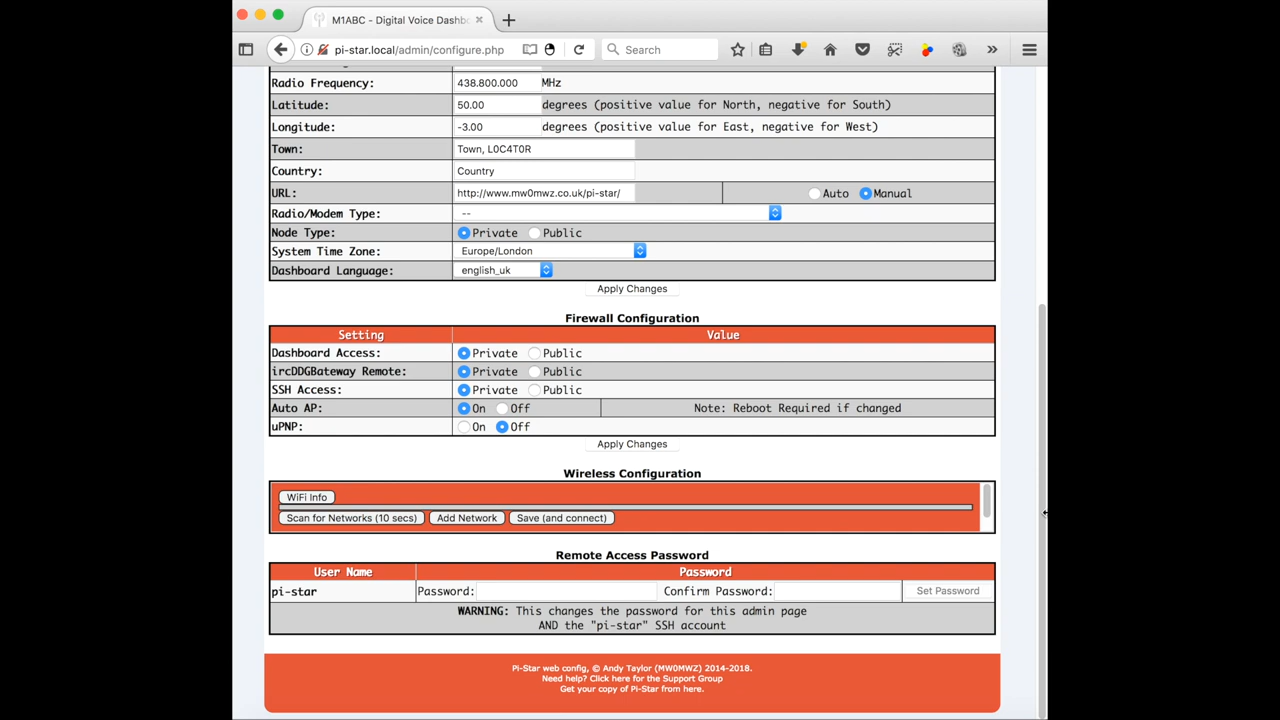 M1ABC - Digital Voice Dashbo
pi-star.local/admin/configure.php
Search
Radio Frequency: 438.800.000 MHz
Latitude: 50.00 degrees (positive value for North, negative for South)
Longitude: -3.00 degrees (positive value for East, negative for West)
Town: Town, L0C4T0R
Country: Country
URL: http://www.mw0mwz.co.uk/pi-star/ Auto Manual
Radio/Modem Type: --
Node Type: Private Public
System Time Zone: Europe/London
Dashboard Language: english_uk
Apply Changes
Firewall Configuration
Setting Value
Dashboard Access: Private Public
ircDDGBateway Remote: Private Public
SSH Access: Private Public
Auto AP: On Off Note: Reboot Required if changed
uPNP: On Off
Apply Changes
Wireless Configuration
WiFi Info
Scan for Networks (10 secs) Add Network Save (and connect)
Remote Access Password
User Name Password
pi-star Password: Confirm Password: Set Password
WARNING: This changes the password for this admin page
AND the "pi-star" SSH account
Pi-Star web config, © Andy Taylor (MW0MWZ) 2014-2018.
Need help? Click here for the Support Group
Get your copy of Pi-Star from here.